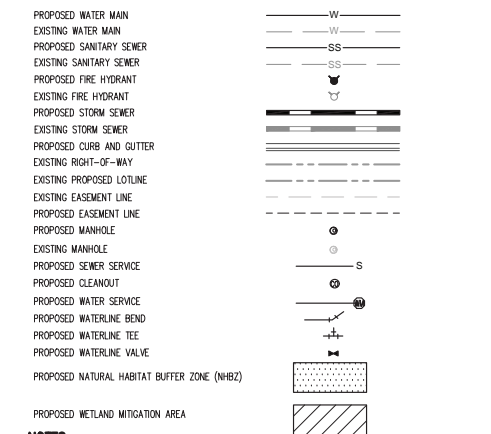 PROPOSED WATER MAIN W
EXISTING WATER MAIN W
PROPOSED SANITARY SEWER SS
EXISTING SANITARY SEWER SS
PROPOSED FIRE HYDRANT
EXISTING FIRE HYDRANT
PROPOSED STORM SEWER
EXISTING STORM SEWER
PROPOSED CURB AND GUTTER
EXISTING RIGHT-OF-WAY
EXISTING PROPOSED LOTLINE
EXISTING EASEMENT LINE
PROPOSED EASEMENT LINE
PROPOSED MANHOLE
EXISTING MANHOLE
PROPOSED SEWER SERVICE S
PROPOSED CLEANOUT
PROPOSED WATER SERVICE WM
PROPOSED WATERLINE BEND
PROPOSED WATERLINE TEE
PROPOSED WATERLINE VALVE
PROPOSED NATURAL HABITAT BUFFER ZONE (NHBZ)
PROPOSED WETLAND MITIGATION AREA